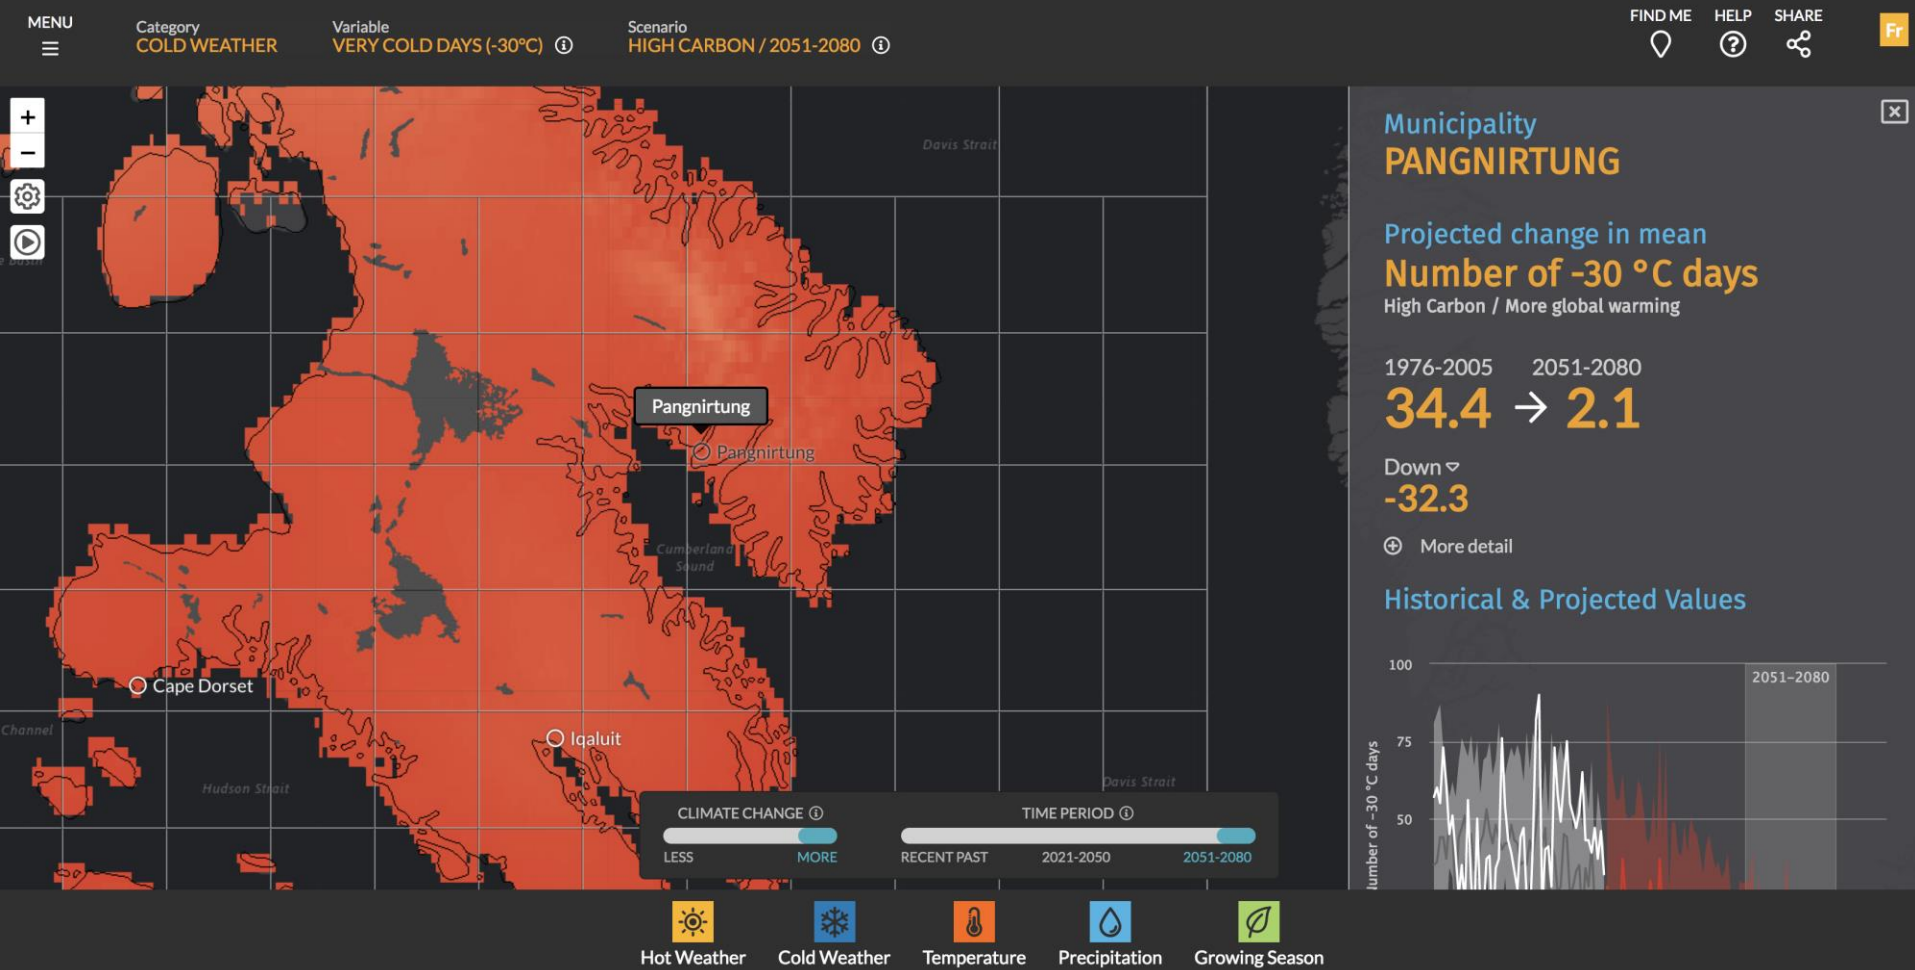 MENU
Category
COLD WEATHER
Variable
VERY COLD DAYS (-30°C)
Scenario
HIGH CARBON / 2051-2080
FIND ME
HELP
SHARE
Fr
+
−
Davis Strait
Pangnirtung
Pangnirtung
Cumberland
Sound
Cape Dorset
Iqaluit
Channel
Hudson Strait
Davis Strait
CLIMATE CHANGE
LESS
MORE
TIME PERIOD
RECENT PAST
2021-2050
2051-2080
Municipality
PANGNIRTUNG
Projected change in mean
Number of -30 °C days
High Carbon / More global warming
1976-2005
2051-2080
34.4 → 2.1
Down
-32.3
More detail
Historical & Projected Values
100
2051–2080
75
50
Number of -30 °C days
Hot Weather
Cold Weather
Temperature
Precipitation
Growing Season